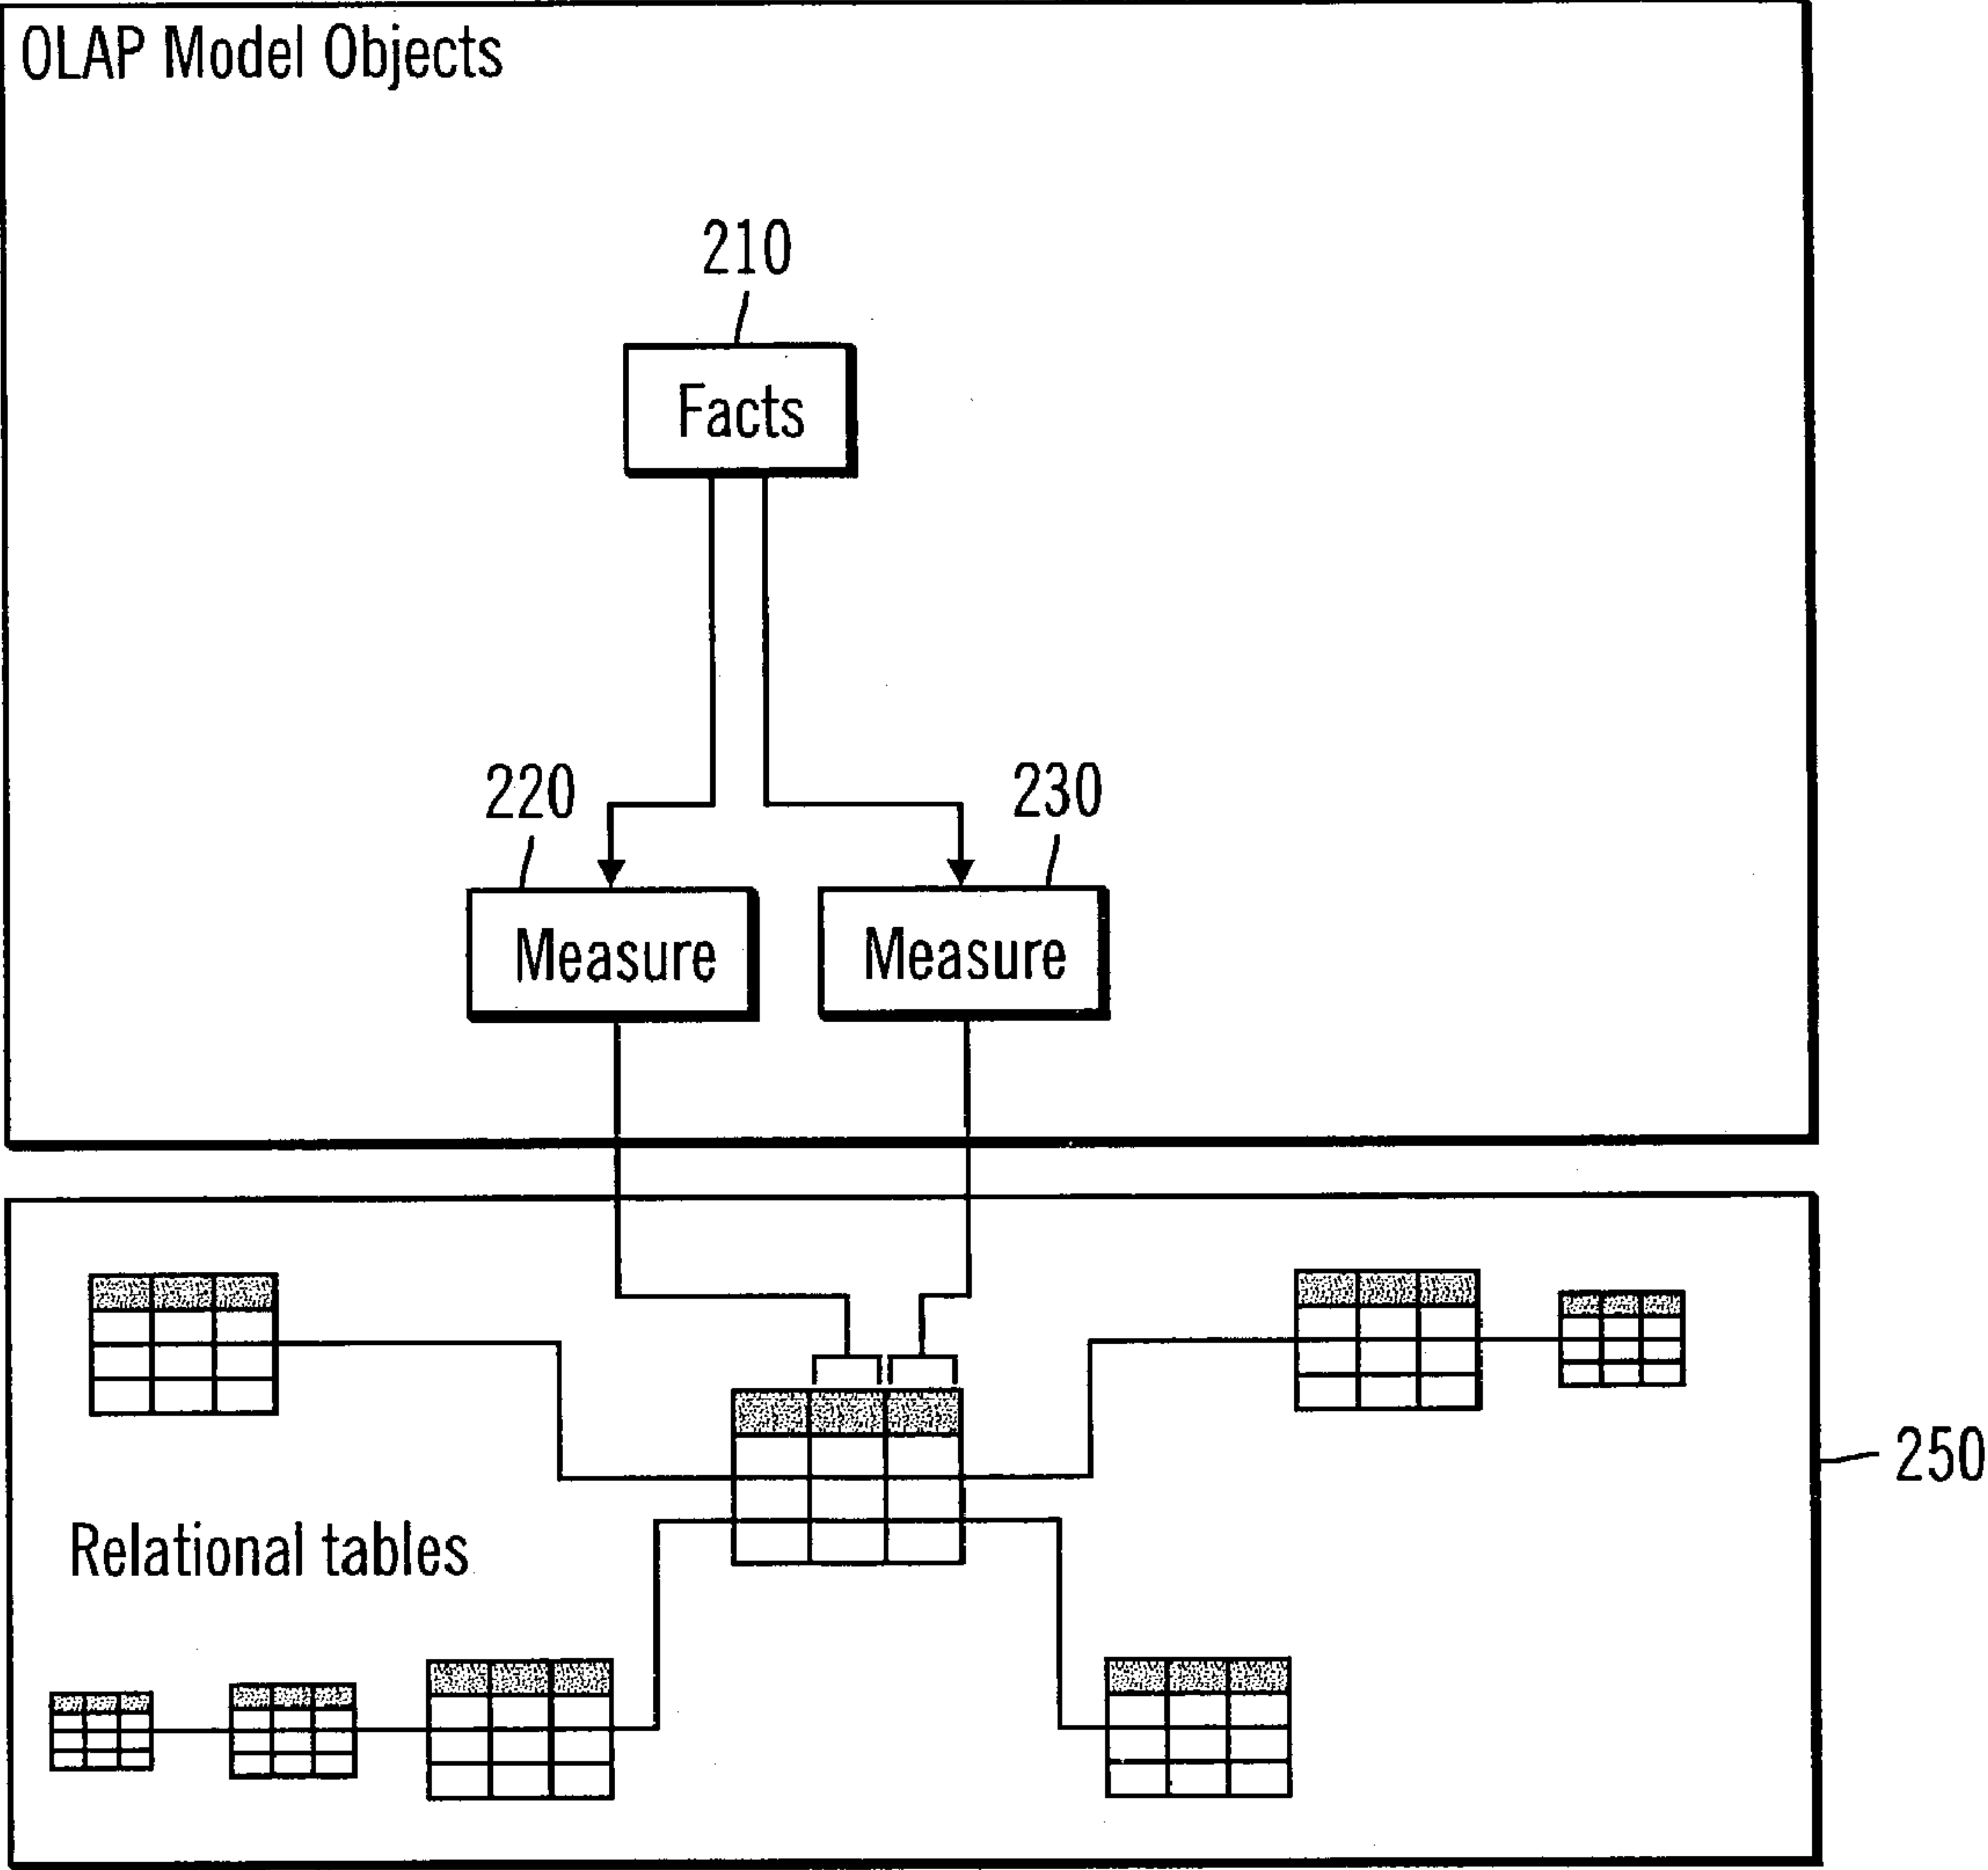 OLAP Model Objects
210
Facts
220
230
Measure
Measure
250
Relational tables